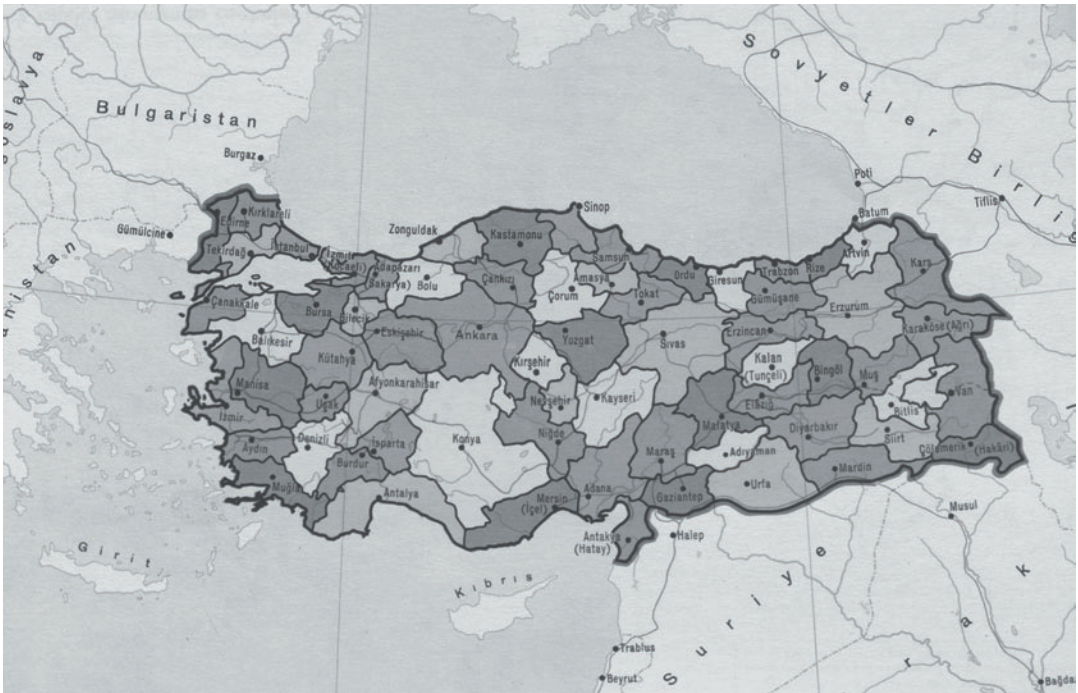 Bulgaristan
Burgaz
Sovyetler Birli
Poti
Tiflis
Batum
Sinop
Gümülcine
Kırklareli
Edirne
Tekirdağ
İstanbul
İzmit
(Kocaeli)
Adapazarı
(Sakarya)
Zonguldak
Bolu
Kastamonu
Çankırı
Samsun
Amasya
Çorum
Tokat
Ordu
Giresun
Trabzon
Rize
Artvin
Kars
Gümüşane
Çanakkale
Bursa
Bilecik
Eskişehir
Ankara
Yozgat
Sivas
Erzincan
Erzurum
Karaköse (Ağrı)
Balıkesir
Kütahya
Kırşehir
Kalan
(Tunçeli)
Bingöl
Muş
Van
Manisa
Uşak
Afyonkarahisar
Nevşehir
Kayseri
Malatya
Elazığ
Bitlis
İzmir
Aydın
Denizli
Isparta
Burdur
Konya
Niğde
Maraş
Adıyaman
Diyarbakır
Siirt
Çölemerik (Hakâri)
Muğla
Antalya
Mersin
(İçel)
Adana
Gaziantep
Urfa
Mardin
Antakya
(Hatay)
Halep
Musul
Girit
Kıbrıs
Suriye
Trablus
Beyrut
Bağda